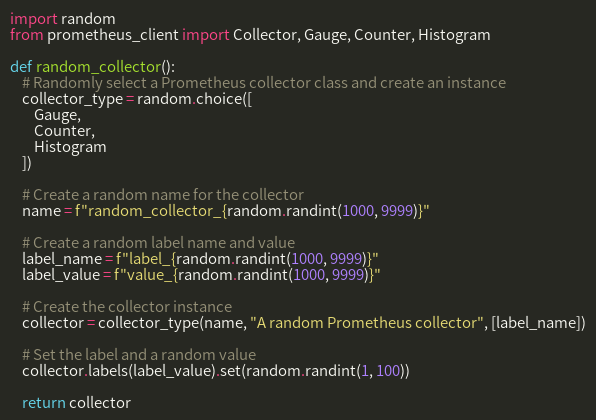 import random
from prometheus_client import Collector, Gauge, Counter, Histogram
def random_collector():
# Randomly select a Prometheus collector class and create an instance
collector_type = random.choice([
Gauge,
Counter,
Histogram
])
# Create a random name for the collector
name = f"random_collector_{random.randint(1000, 9999)}"
# Create a random label name and value
label_name = f"label_{random.randint(1000, 9999)}"
label_value = f"value_{random.randint(1000, 9999)}"
# Create the collector instance
collector = collector_type(name, "A random Prometheus collector", [label_name])
# Set the label and a random value
collector.labels(label_value).set(random.randint(1, 100))
return collector